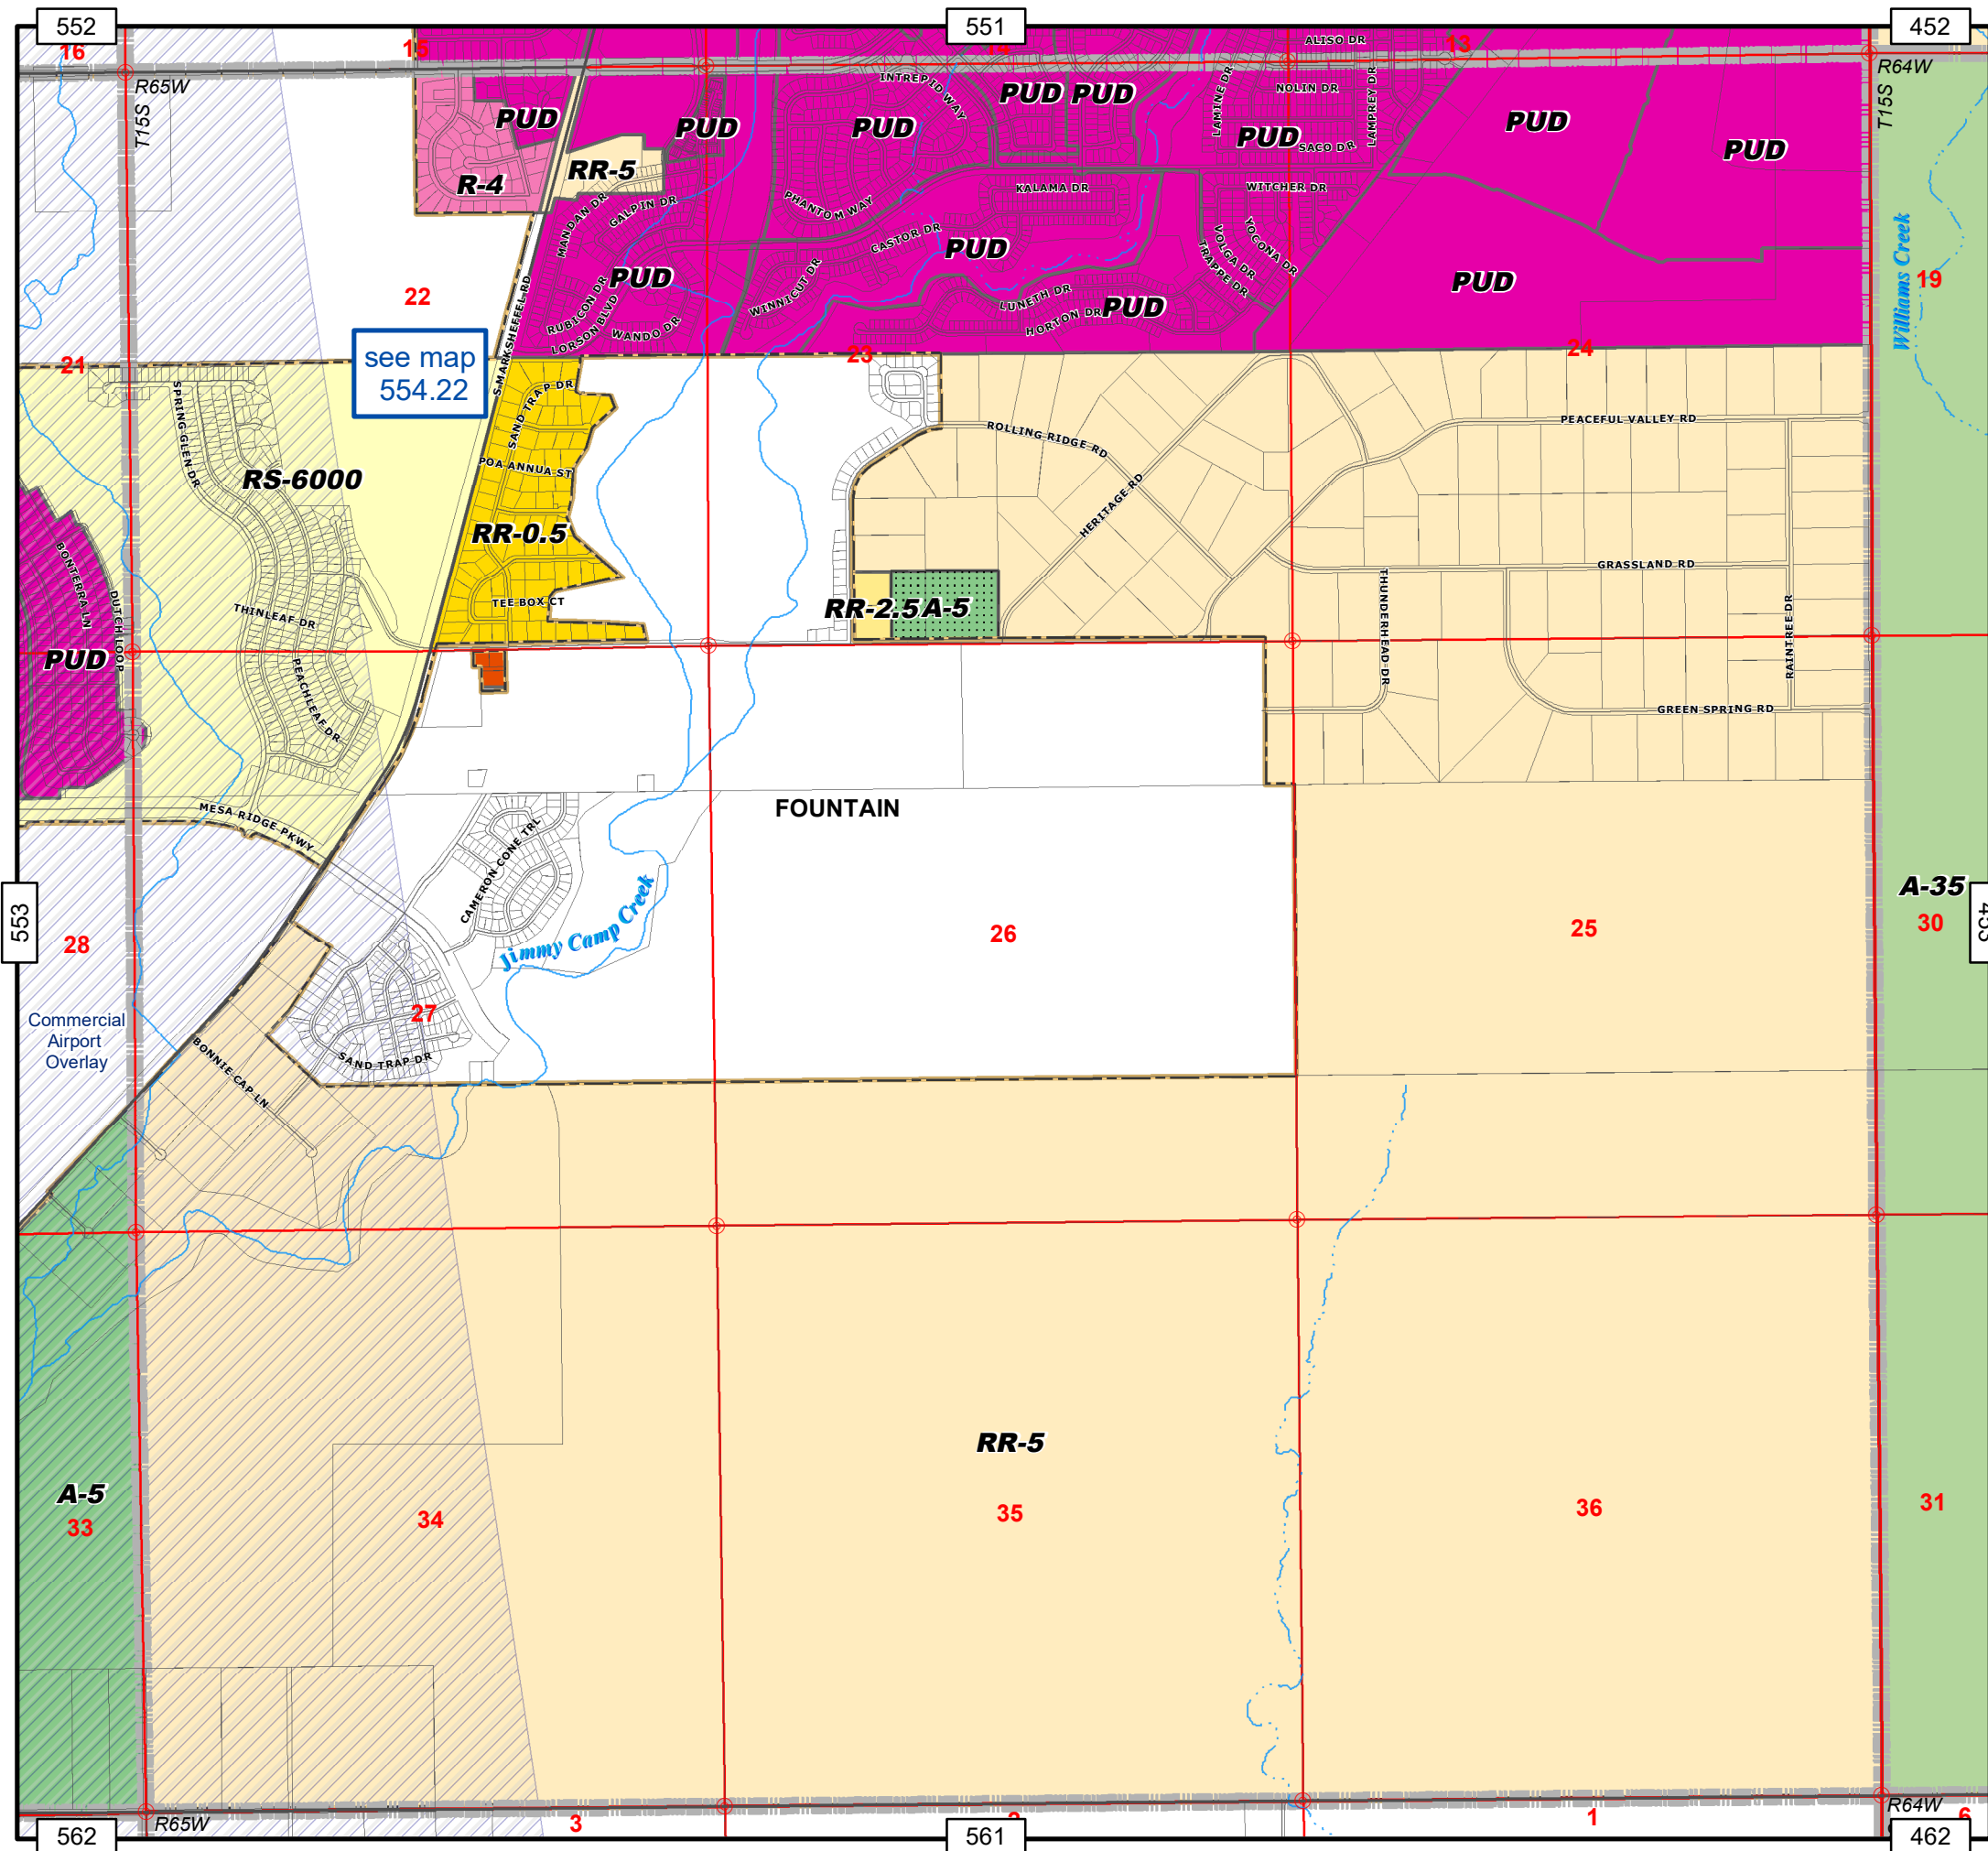 552
551
452
16
15
14
13
ALISO DR
R65W
T15S
R64W
T15S
INTREPID WAY
NOLIN DR
LAMINE DR
LAMPREY DR
PUD
PUD
PUD
PUD
PUD
PUD
PUD
PUD
SACO DR
R-4
RR-5
GALPIN DR
MANDAN DR
PHANTOM WAY
KALAMA DR
WITCHER DR
CASTOR DR
PUD
PUD
PUD
PUD
VOLGA DR
YOCONA DR
TRAPPE DR
WINNICUT DR
LUNETH DR
HORTON DR
RUBICON DR
LORSON BLVD
WANDO DR
S MARKSHEFFEL RD
Williams Creek
22
19
21
23
24
see map
554.22
SPRING GLEN DR
SAND TRAP DR
POA ANNUA ST
RS-6000
RR-0.5
TEE BOX CT
ROLLING RIDGE RD
HERITAGE RD
PEACEFUL VALLEY RD
GRASSLAND RD
THUNDERHEAD DR
RAINTREE DR
GREEN SPRING RD
RR-2.5
A-5
BONTERRA LN
DUTCH LOOP
PUD
THINLEAF DR
PEACHLEAF DR
MESA RIDGE PKWY
FOUNTAIN
CAMERON CONE TRL
Jimmy Camp Creek
553
453
A-35
28
26
25
30
27
Commercial
Airport
Overlay
BONNIE CAP LN
SAND TRAP DR
RR-5
A-5
33
34
35
36
31
R65W
3
2
1
R64W
6
562
561
462